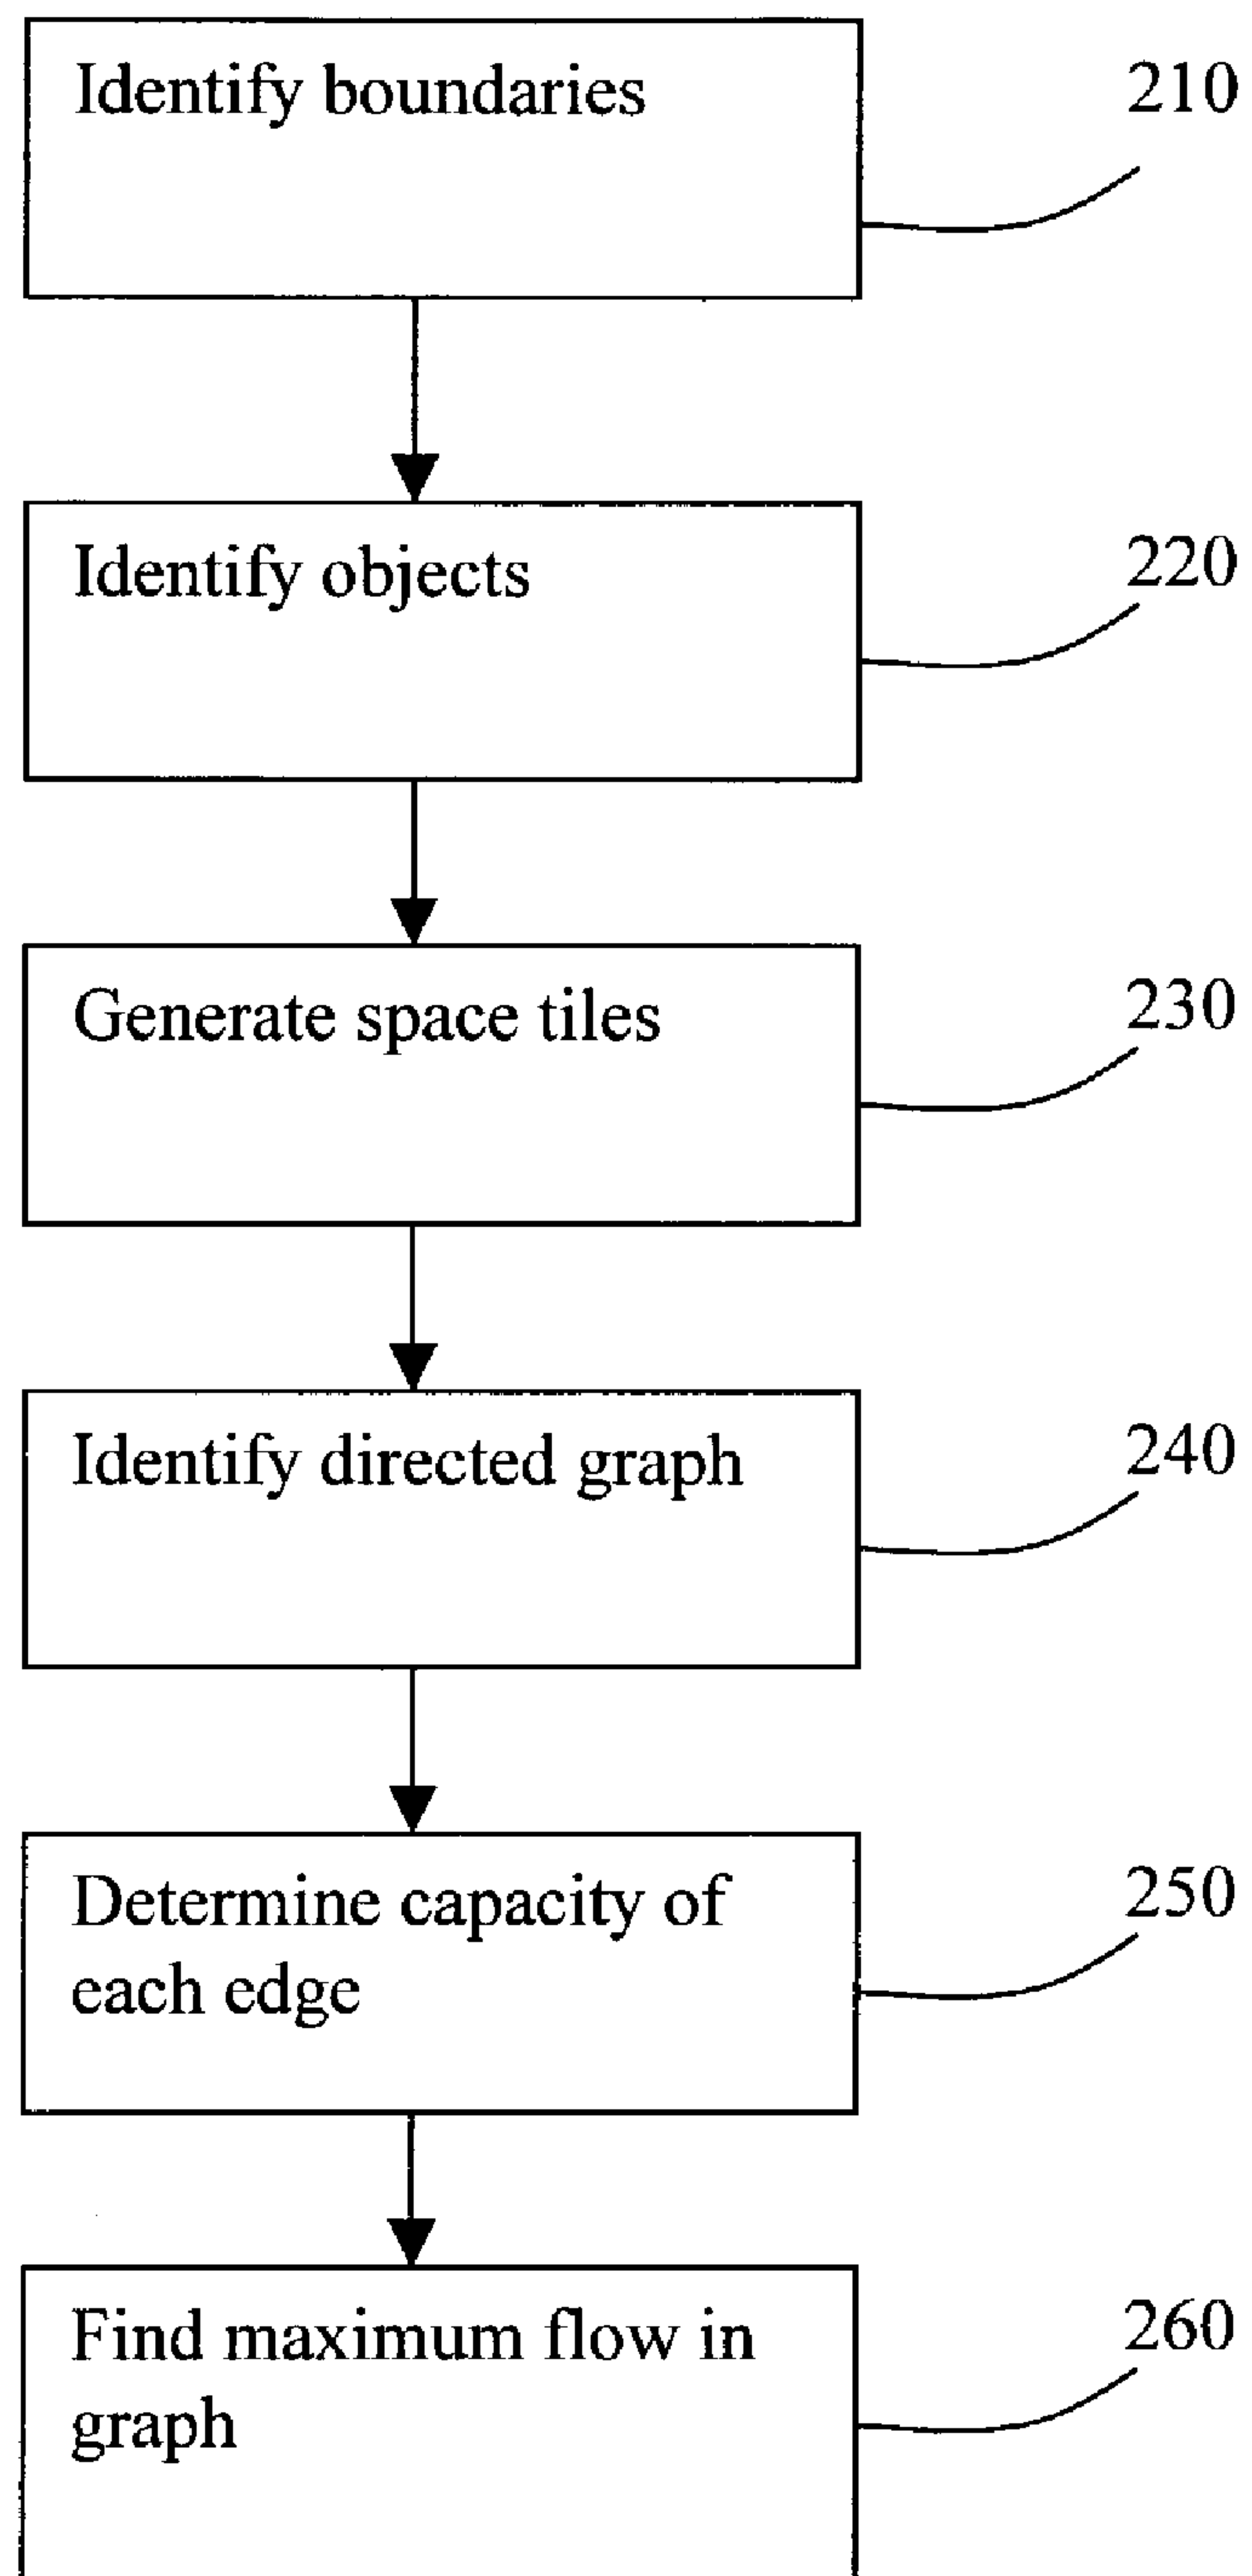 Identify boundaries
210
Identify objects
220
Generate space tiles
230
Identify directed graph
240
Determine capacity of
each edge
250
Find maximum flow in
graph
260